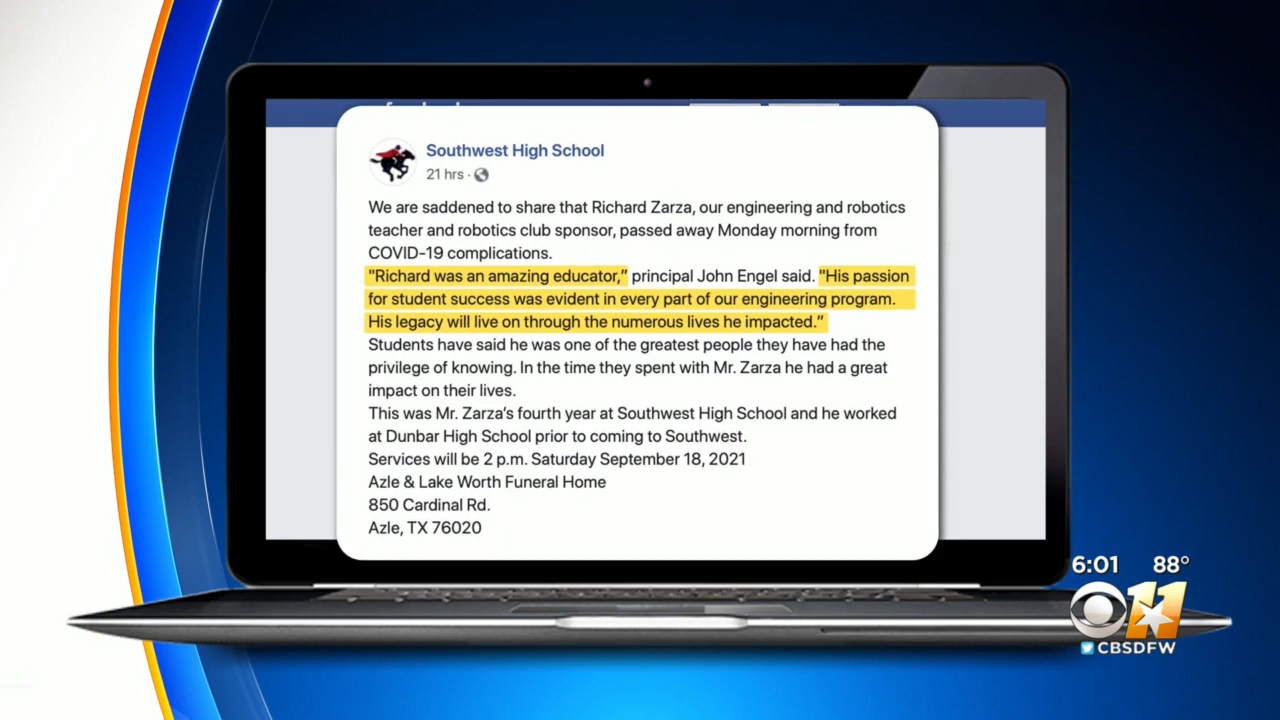 Southwest High School
21 hrs ·
We are saddened to share that Richard Zarza, our engineering and robotics
teacher and robotics club sponsor, passed away Monday morning from
COVID-19 complications.
"Richard was an amazing educator,” principal John Engel said. "His passion
for student success was evident in every part of our engineering program.
His legacy will live on through the numerous lives he impacted.”
Students have said he was one of the greatest people they have had the
privilege of knowing. In the time they spent with Mr. Zarza he had a great
impact on their lives.
This was Mr. Zarza’s fourth year at Southwest High School and he worked
at Dunbar High School prior to coming to Southwest.
Services will be 2 p.m. Saturday September 18, 2021
Azle & Lake Worth Funeral Home
850 Cardinal Rd.
Azle, TX 76020
6:01 88°
11
CBSDFW